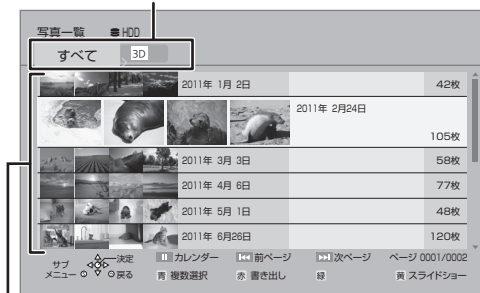 写真一覧 HDD
すべて 3D
2011年 1月 2日 42枚
2011年 2月24日
105枚
2011年 3月 3日 58枚
2011年 4月 6日 77枚
2011年 5月 1日 48枚
2011年 6月26日 120枚
サブメニュー 決定 戻る
カレンダー 前ページ 次ページ ページ 0001/0002
青 複数選択 赤 書き出し 緑 黄 スライドショー